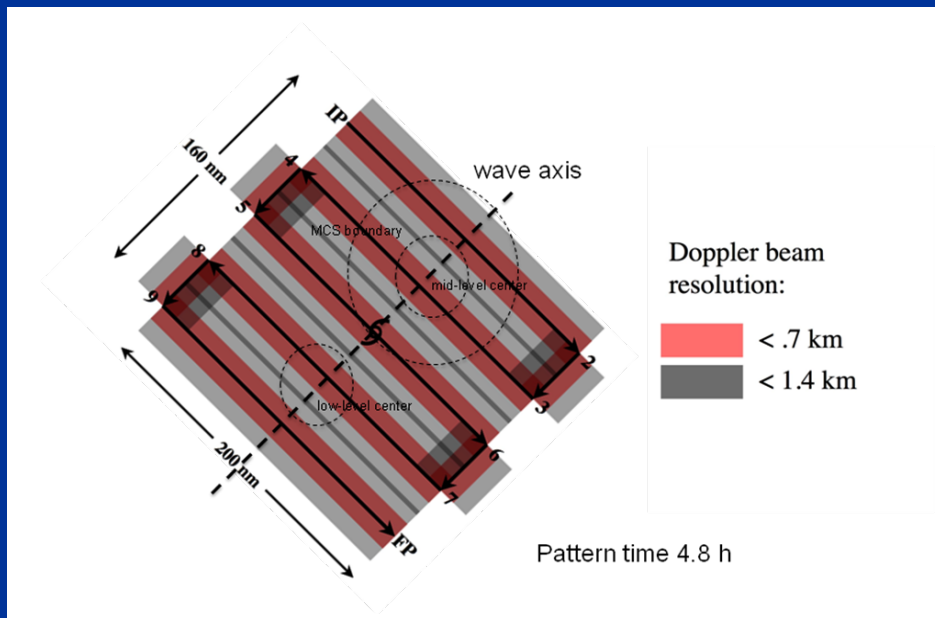 IP
160 nm
4
wave axis
5
MCS boundary
8
mid-level center
Doppler beam
resolution:
9
< .7 km
2
< 1.4 km
3
low-level center
6
200 nm
7
FP
Pattern time 4.8 h